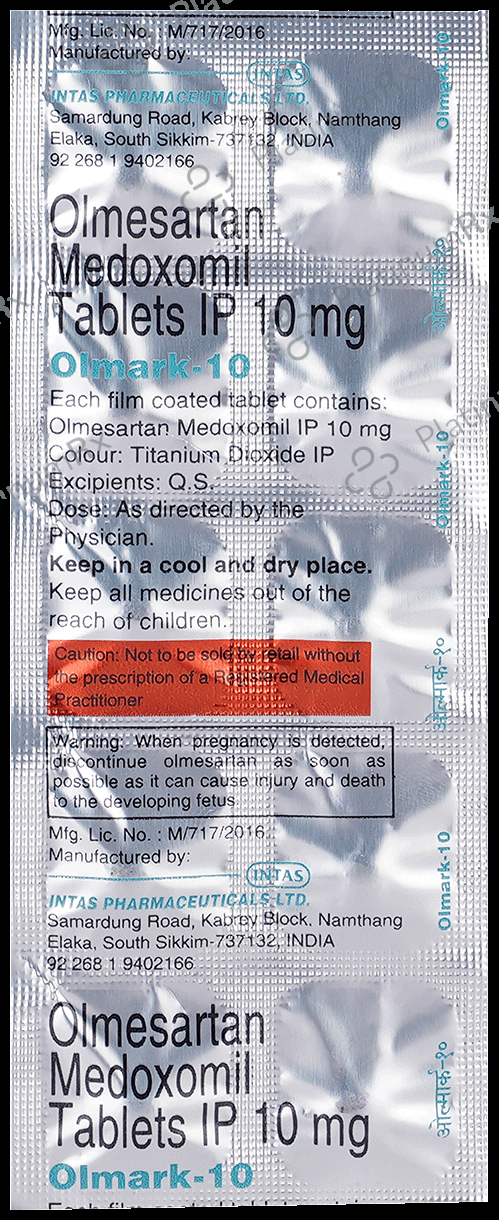 Mfg. Lic. No. : M/717/2016
Manufactured by:
INTAS
INTAS PHARMACEUTICALS LTD.
Samardung Road, Kabrey Block, Namthang
Elaka, South Sikkim-737132, INDIA
92 268 1 9402166
Olmesartan
Medoxomil
Tablets IP 10 mg
Olmark-10
Each film coated tablet contains:
Olmesartan Medoxomil IP 10 mg
Colour: Titanium Dioxide IP
Excipients: Q.S.
Dose: As directed by the
Physician.
Keep in a cool and dry place.
Keep all medicines out of the
reach of children.
Caution: Not to be sold by retail without
the prescription of a Registered Medical
Practitioner
Warning: When pregnancy is detected,
discontinue olmesartan as soon as
possible as it can cause injury and death
to the developing fetus
Mfg. Lic. No. : M/717/2016
Manufactured by:
INTAS
INTAS PHARMACEUTICALS LTD.
Samardung Road, Kabrey Block, Namthang
Elaka, South Sikkim-737132, INDIA
92 268 1 9402166
Olmesartan
Medoxomil
Tablets IP 10 mg
Olmark-10
Olmark-10
ओल्मार्क-१०
Olmark-10
ओल्मार्क-१०
Olmark-10
ओल्मार्क-१०